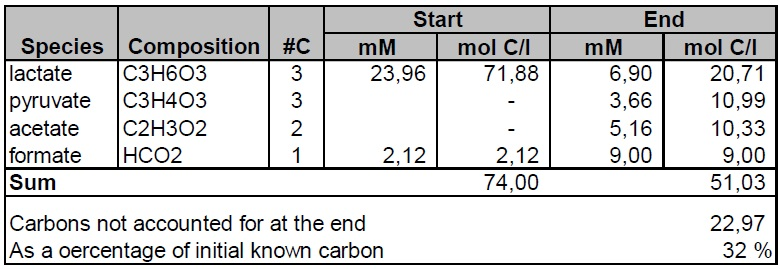 Start End
Species Composition #C mM mol C/l mM mol C/l
lactate C3H6O3 3 23,96 71,88 6,90 20,71
pyruvate C3H4O3 3 - 3,66 10,99
acetate C2H3O2 2 - 5,16 10,33
formate HCO2 1 2,12 2,12 9,00 9,00
Sum 74,00 51,03
Carbons not accounted for at the end 22,97
As a oercentage of initial known carbon 32 %